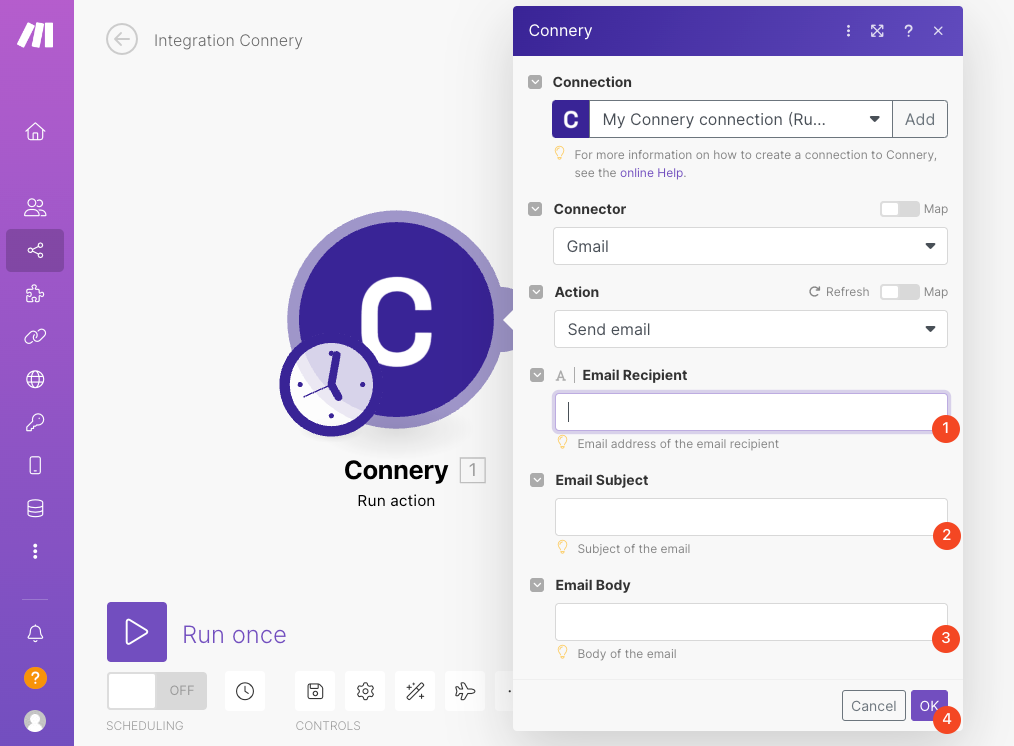 Integration Connery
Connery
?
Connection
C
My Connery connection (Ru...
Add
For more information on how to create a connection to Connery,
see the online Help.
Connector
Map
Gmail
Action
Refresh
Map
Send email
A
Email Recipient
1
Email address of the email recipient
Email Subject
2
Subject of the email
Email Body
3
Body of the email
Cancel
OK
4
C
Connery
1
Run action
Run once
OFF
SCHEDULING
CONTROLS
?